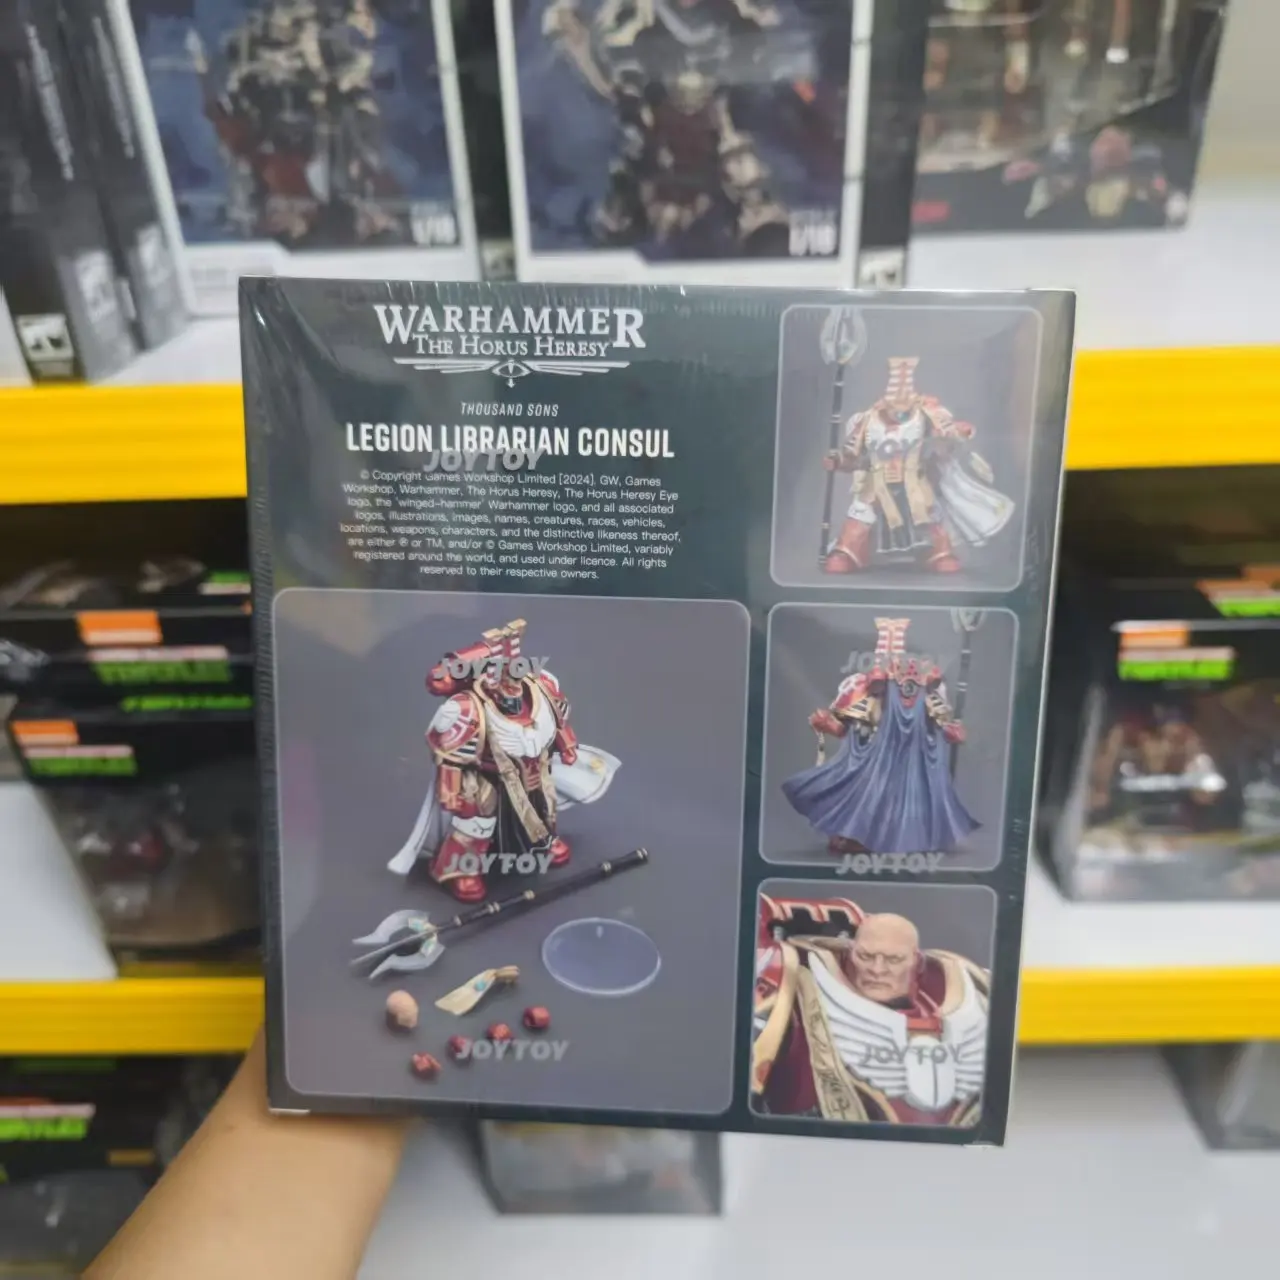 1/18
1/18
WARHAMMER
THE HORUS HERESY
THOUSAND SONS
LEGION LIBRARIAN CONSUL
JOYTOY
© Copyright Games Workshop Limited [2024]. GW, Games
Workshop, Warhammer, The Horus Heresy, The Horus Heresy Eye
logo, the 'winged-hammer' Warhammer logo, and all associated
logos, illustrations, images, names, creatures, races, vehicles,
locations, weapons, characters, and the distinctive likeness thereof,
are either ® or TM, and/or © Games Workshop Limited, variably
registered around the world, and used under licence. All rights
reserved to their respective owners.
JOYTOY
JOYTOY
JOYTOY
JOYTOY
JOYTOY
JOYTOY
JOYTOY
TURTLES
TURTLES
TURTLES